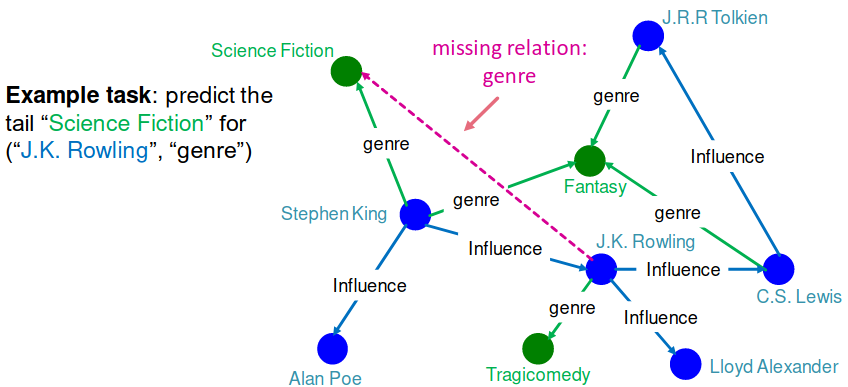 J.R.R Tolkien
Science Fiction
missing relation:
genre
Example task: predict the
tail “Science Fiction” for
(“J.K. Rowling”, “genre”)
genre
genre
Influence
Fantasy
genre
genre
Stephen King
J.K. Rowling
Influence
Influence
Influence
C.S. Lewis
genre
Influence
Alan Poe
Tragicomedy
Lloyd Alexander